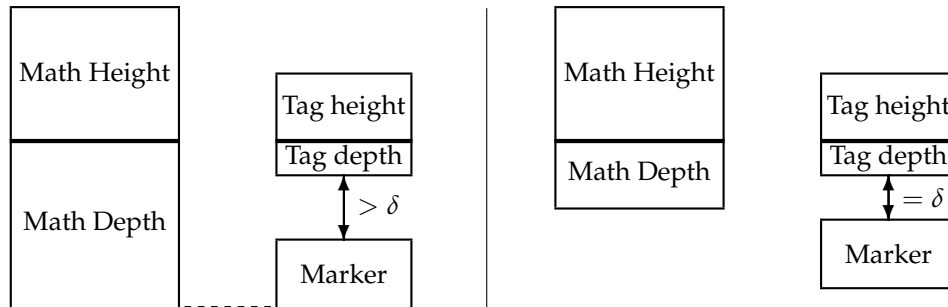 Math Height
Tag height
Tag depth
> δ
Math Depth
Marker
Math Height
Tag height
Tag depth
Math Depth
= δ
Marker